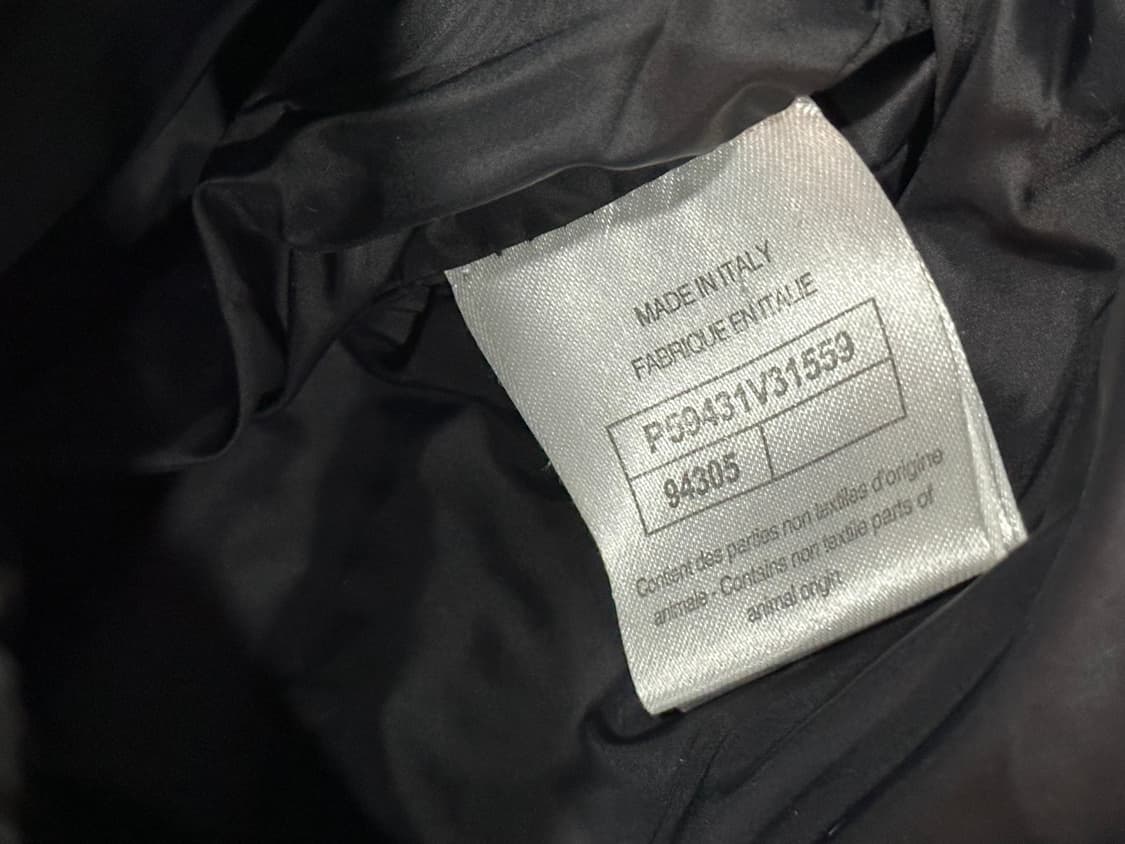 MADE IN ITALY
FABRIQUE EN ITALIE
P59431V31559
94305
Contient des parties non textiles d'origine
animale - Contains non textile parts of
animal origin